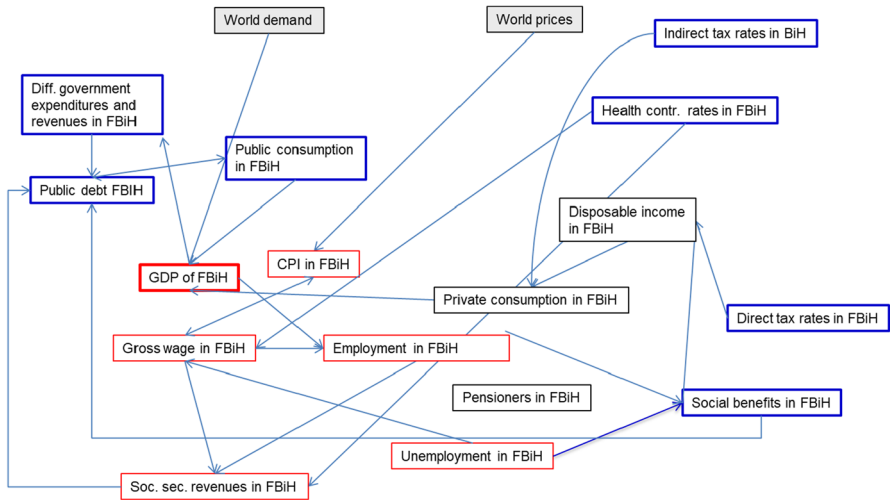 World demand
World prices
Indirect tax rates in BiH
Diff. government
expenditures and
revenues in FBiH
Health contr. rates in FBiH
Public consumption
in FBiH
Public debt FBIH
Disposable income
in FBiH
CPI in FBiH
GDP of FBiH
Private consumption in FBiH
Direct tax rates in FBiH
Gross wage in FBiH
Employment in FBiH
Pensioners in FBiH
Social benefits in FBiH
Unemployment in FBiH
Soc. sec. revenues in FBiH